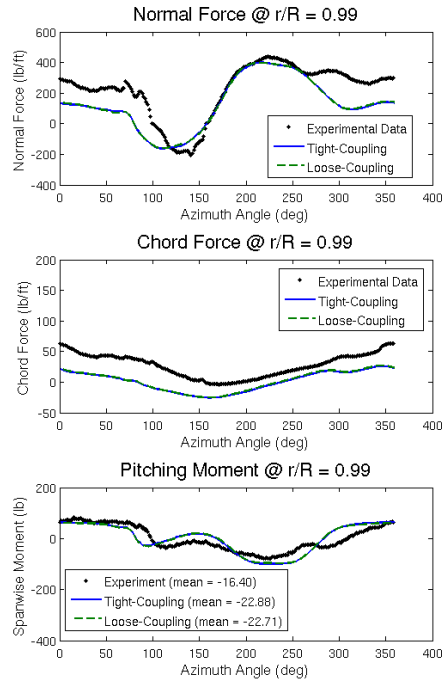 Normal Force @ r/R = 0.99
600
400
200
0
-200
-400
Normal Force (lb/ft)
Experimental Data
Tight-Coupling
Loose-Coupling
0 50 100 150 200 250 300 350 400
Azimuth Angle (deg)
Chord Force @ r/R = 0.99
200
150
100
50
0
-50
Chord Force (lb/ft)
Experimental Data
Tight-Coupling
Loose-Coupling
0 50 100 150 200 250 300 350 400
Azimuth Angle (deg)
Pitching Moment @ r/R = 0.99
200
0
-200
-400
Spanwise Moment (lb)
Experiment (mean = -16.40)
Tight-Coupling (mean = -22.88)
Loose-Coupling (mean = -22.71)
0 50 100 150 200 250 300 350 400
Azimuth Angle (deg)